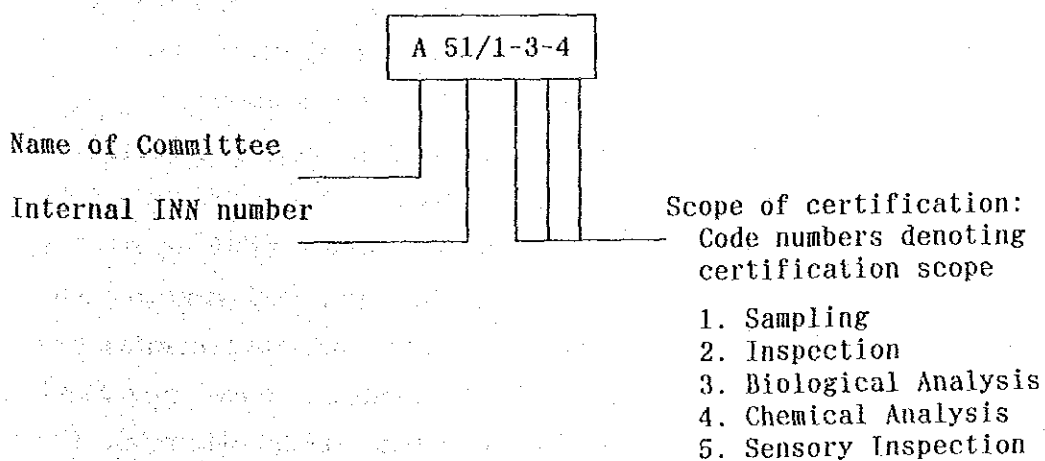 A 51/1-3-4
Name of Committee
Internal INN number
Scope of certification:
Code numbers denoting
certification scope
1. Sampling
2. Inspection
3. Biological Analysis
4. Chemical Analysis
5. Sensory Inspection